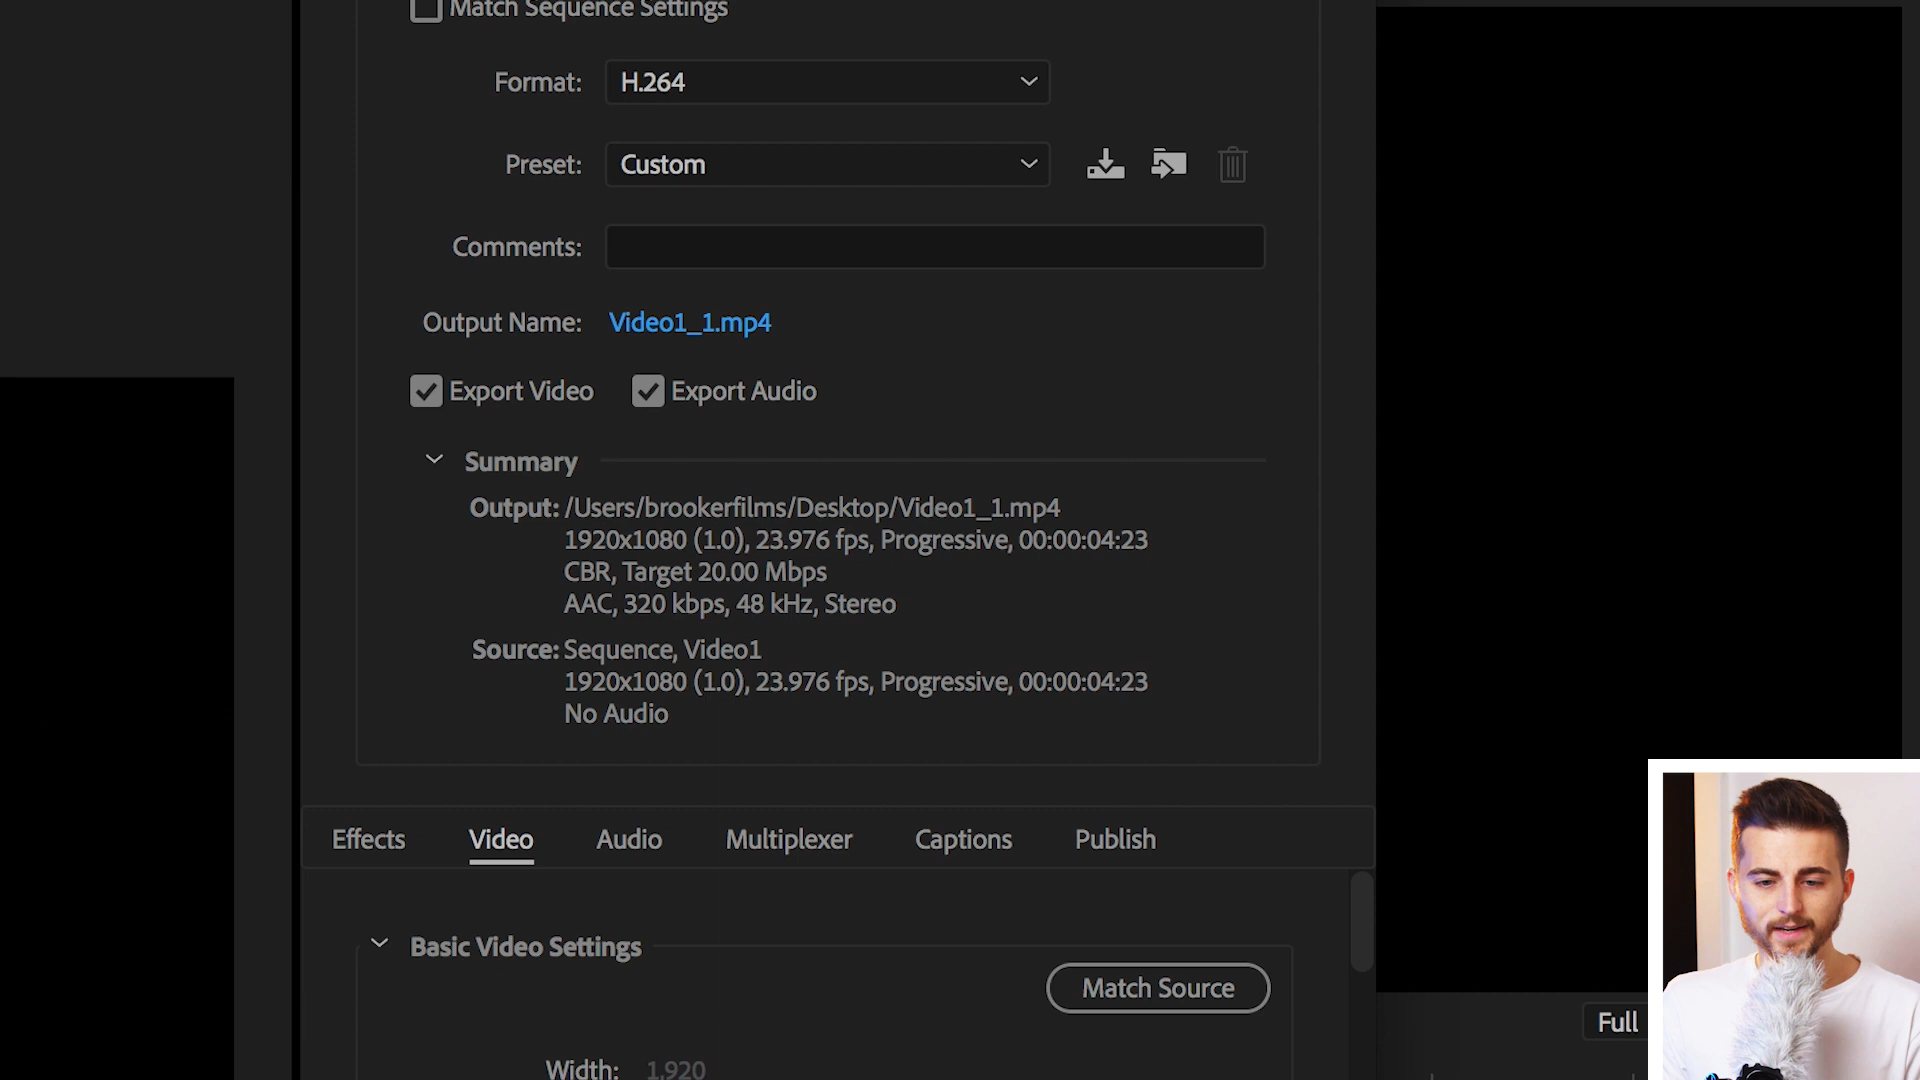 Match Sequence Settings
Format: H.264
Preset: Custom
Comments:
Output Name: Video1_1.mp4
Export Video Export Audio
Summary
Output: /Users/brookerfilms/Desktop/Video1_1.mp4
1920x1080 (1.0), 23.976 fps, Progressive, 00:00:04:23
CBR, Target 20.00 Mbps
AAC, 320 kbps, 48 kHz, Stereo
Source: Sequence, Video1
1920x1080 (1.0), 23.976 fps, Progressive, 00:00:04:23
No Audio
Effects Video Audio Multiplexer Captions Publish
Basic Video Settings
Match Source
Full
Width: 1,920